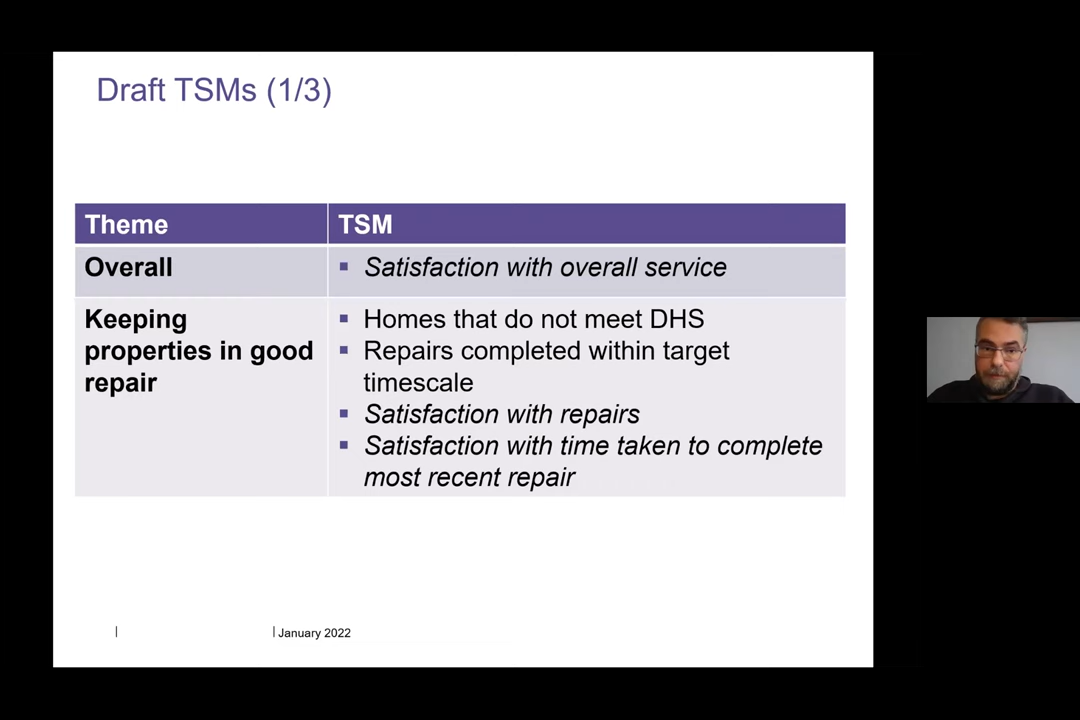 Draft TSMs (1/3)
Theme
TSM
Overall
▪ Satisfaction with overall service
Keeping
properties in good
repair
▪ Homes that do not meet DHS
▪ Repairs completed within target
timescale
▪ Satisfaction with repairs
▪ Satisfaction with time taken to complete
most recent repair
| | January 2022